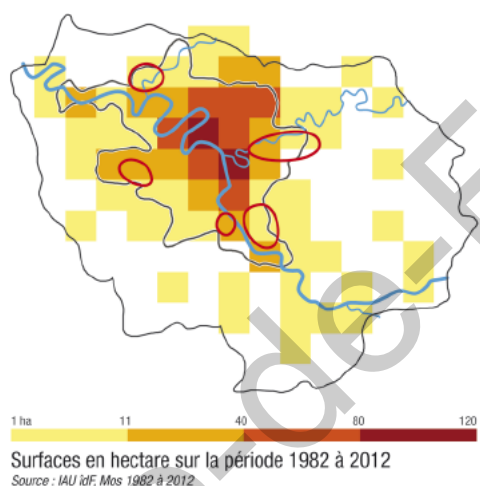 1 ha 11 40 80 120
Surfaces en hectare sur la période 1982 à 2012
Source : IAU îdF, Mos 1982 à 2012